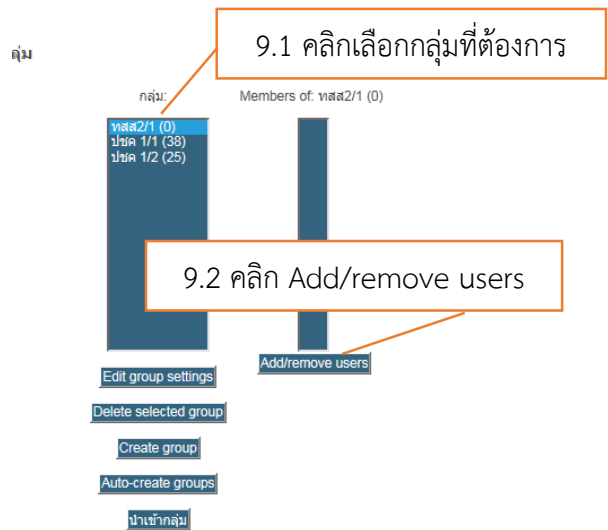 9.1 คลิกเลือกกลุ่มที่ต้องการ
ลุ่ม
กลุ่ม:
Members of: ทสส2/1 (0)
ทสส2/1 (0)
ปชค 1/1 (38)
ปชค 1/2 (25)
9.2 คลิก Add/remove users
Add/remove users
Edit group settings
Delete selected group
Create group
Auto-create groups
นำเข้ากลุ่ม